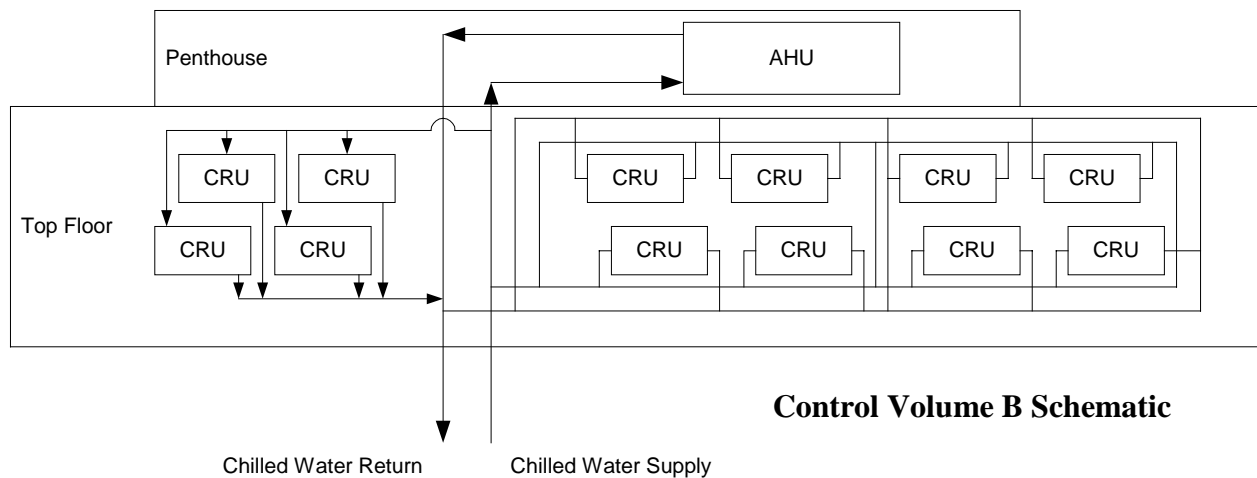 AHU
Penthouse
CRU CRU CRU CRU CRU CRU
Top Floor
CRU CRU CRU CRU CRU CRU
Control Volume B Schematic
Chilled Water Return Chilled Water Supply